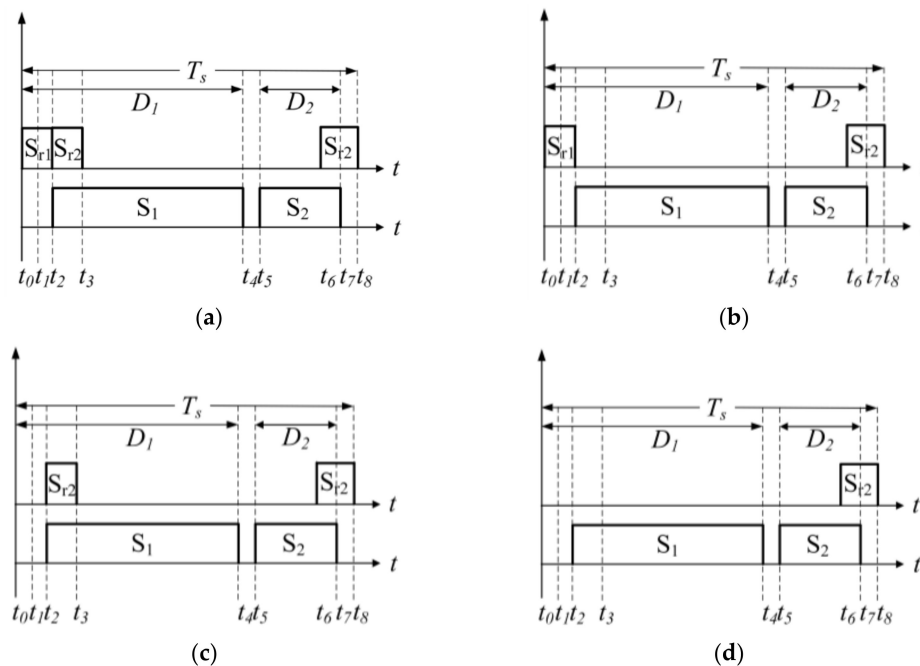 Tₛ
D₁ D₂
Sᵣ₁ Sᵣ₂ Sᵣ₂ t
S₁ S₂ t
t₀ t₁ t₂ t₃ t₄ t₅ t₆ t₇ t₈
(a)
Tₛ
D₁ D₂
Sᵣ₁ Sᵣ₂
S₁ S₂
t₀ t₁ t₂ t₃ t₄ t₅ t₆ t₇ t₈
(b)
Tₛ
D₁ D₂
Sᵣ₂ Sᵣ₂ t
S₁ S₂ t
t₀ t₁ t₂ t₃ t₄ t₅ t₆ t₇ t₈
(c)
Tₛ
D₁ D₂
Sᵣ₂ t
S₁ S₂ t
t₀ t₁ t₂ t₃ t₄ t₅ t₆ t₇ t₈
(d)